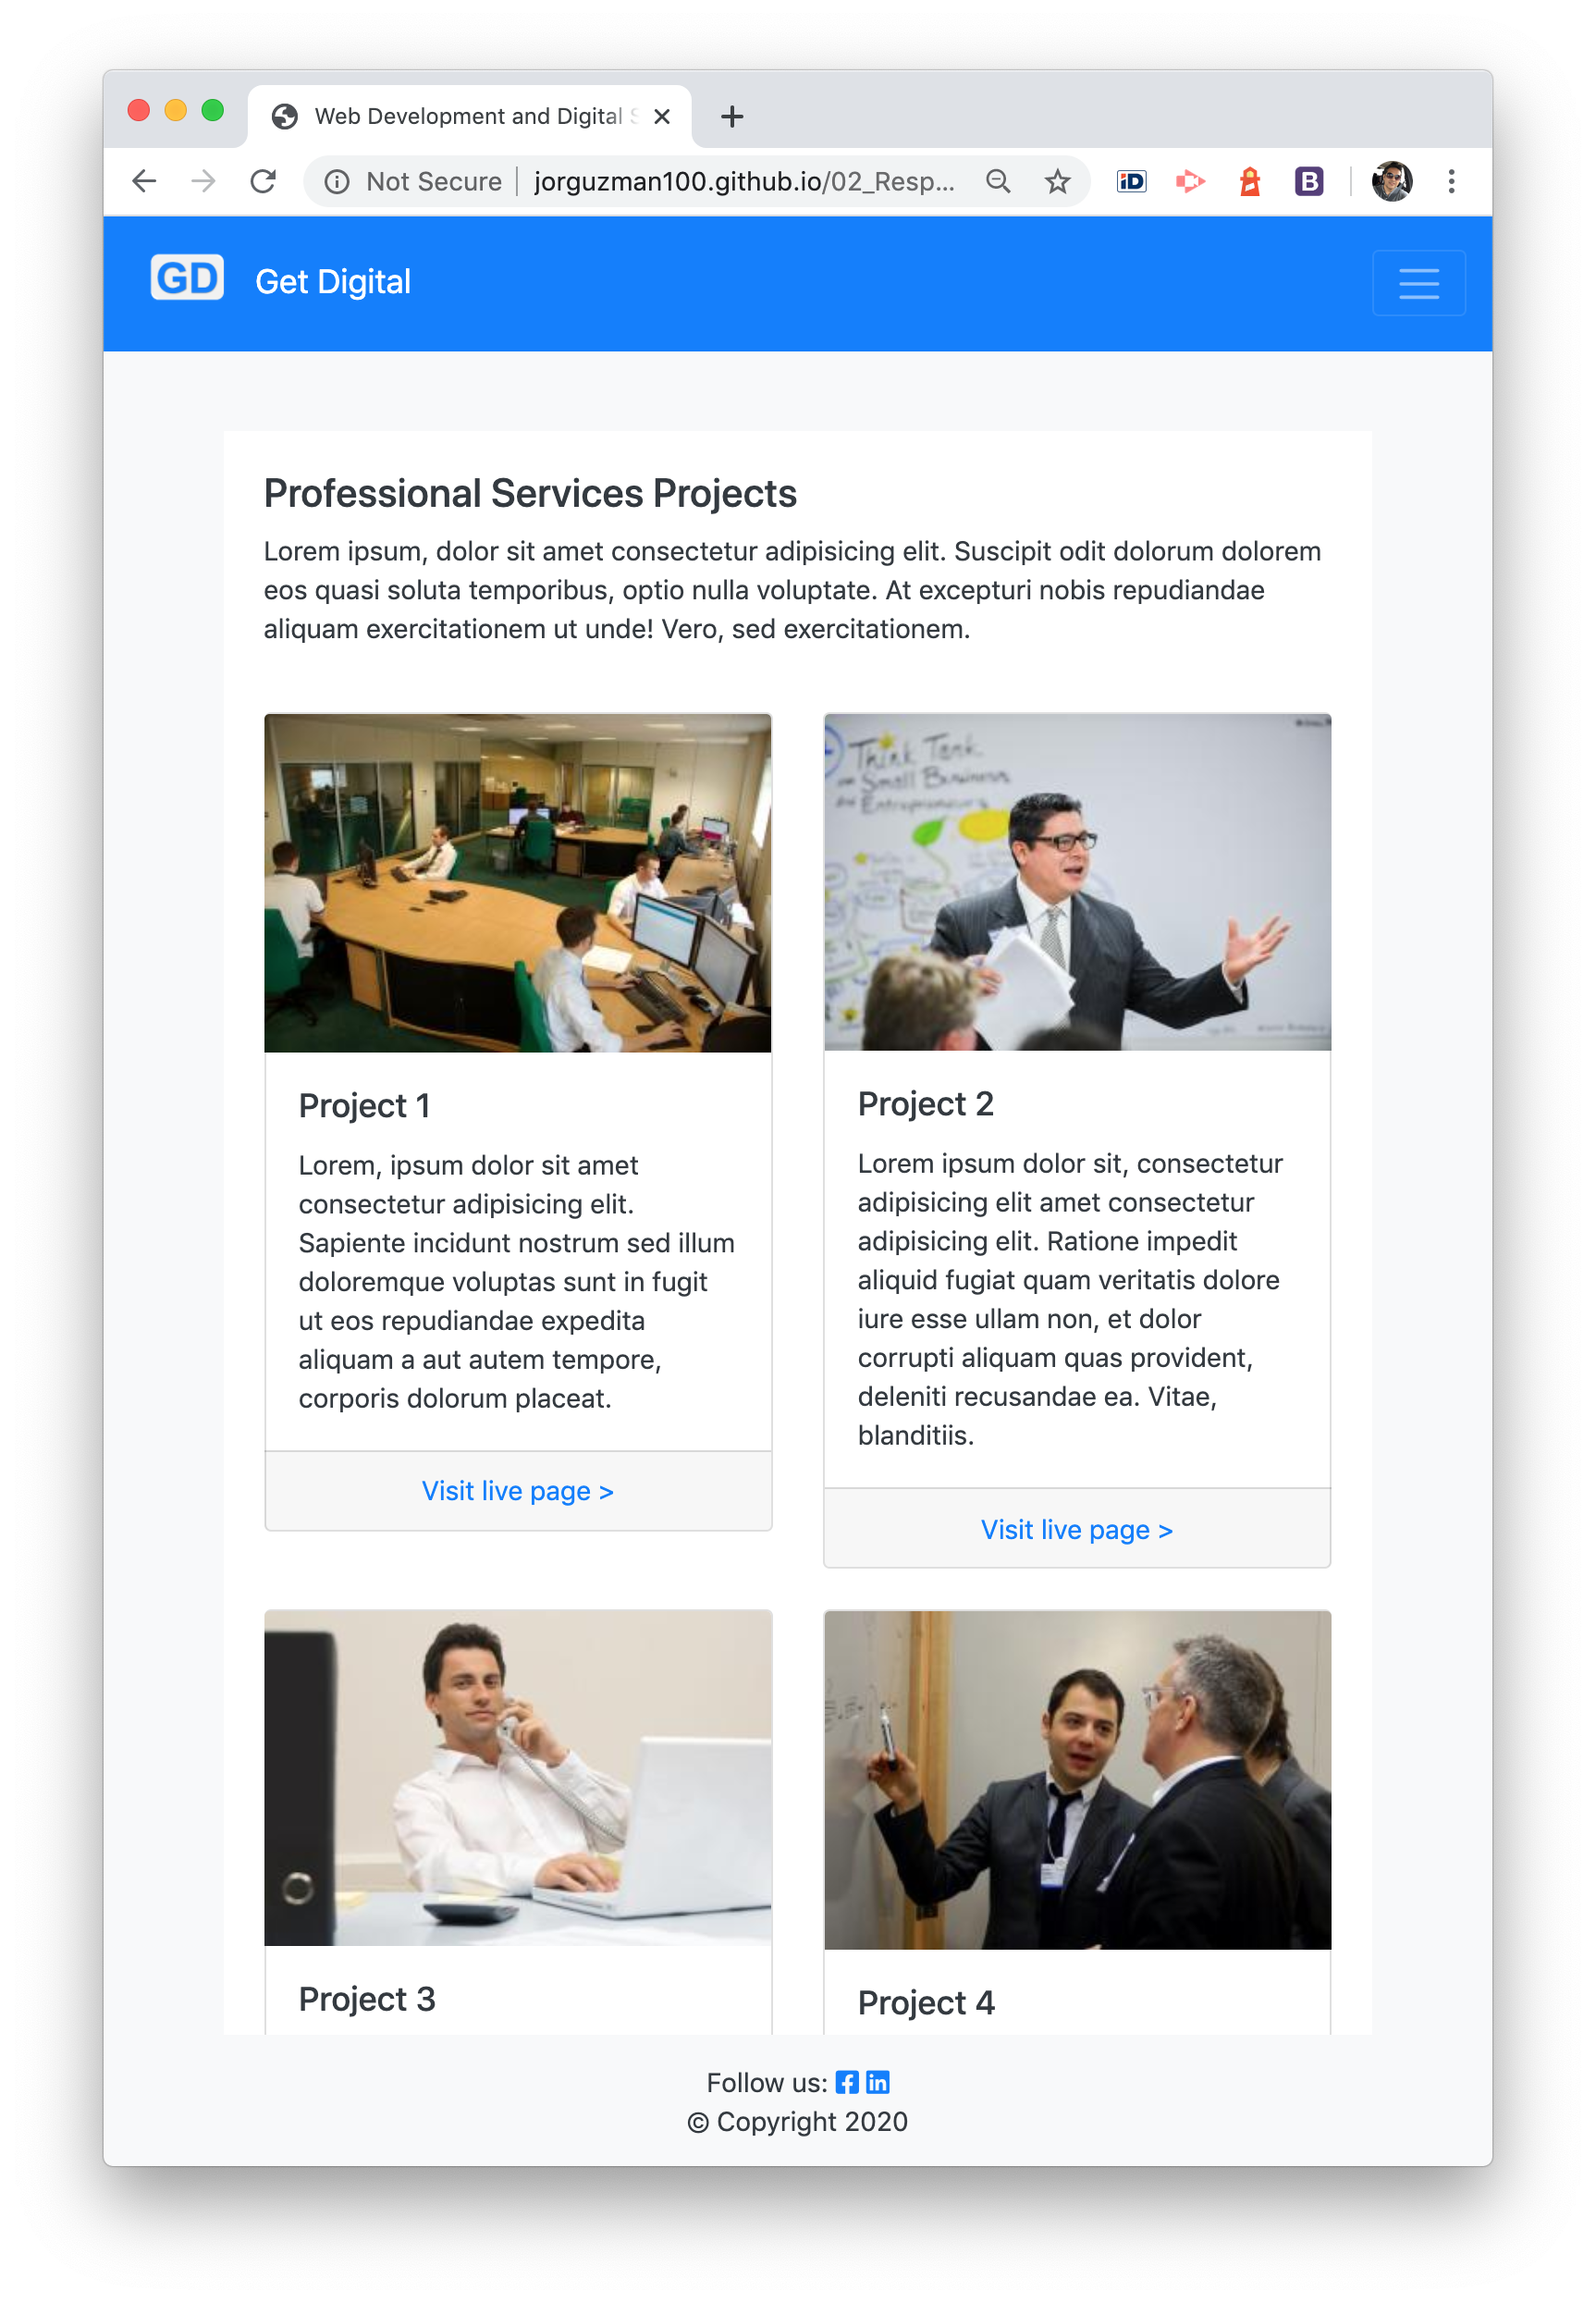 Web Development and Digital
Not Secure | jorguzman100.github.io/02_Resp...
iD
B
GD Get Digital
Professional Services Projects
Lorem ipsum, dolor sit amet consectetur adipisicing elit. Suscipit odit dolorum dolorem
eos quasi soluta temporibus, optio nulla voluptate. At excepturi nobis repudiandae
aliquam exercitationem ut unde! Vero, sed exercitationem.
Think Tank
Small Business
Entrepreneurs
Project 1
Lorem, ipsum dolor sit amet
consectetur adipisicing elit.
Sapiente incidunt nostrum sed illum
doloremque voluptas sunt in fugit
ut eos repudiandae expedita
aliquam a aut autem tempore,
corporis dolorum placeat.
Visit live page >
Project 2
Lorem ipsum dolor sit, consectetur
adipisicing elit amet consectetur
adipisicing elit. Ratione impedit
aliquid fugiat quam veritatis dolore
iure esse ullam non, et dolor
corrupti aliquam quas provident,
deleniti recusandae ea. Vitae,
blanditiis.
Visit live page >
Project 3
Project 4
Follow us:
© Copyright 2020